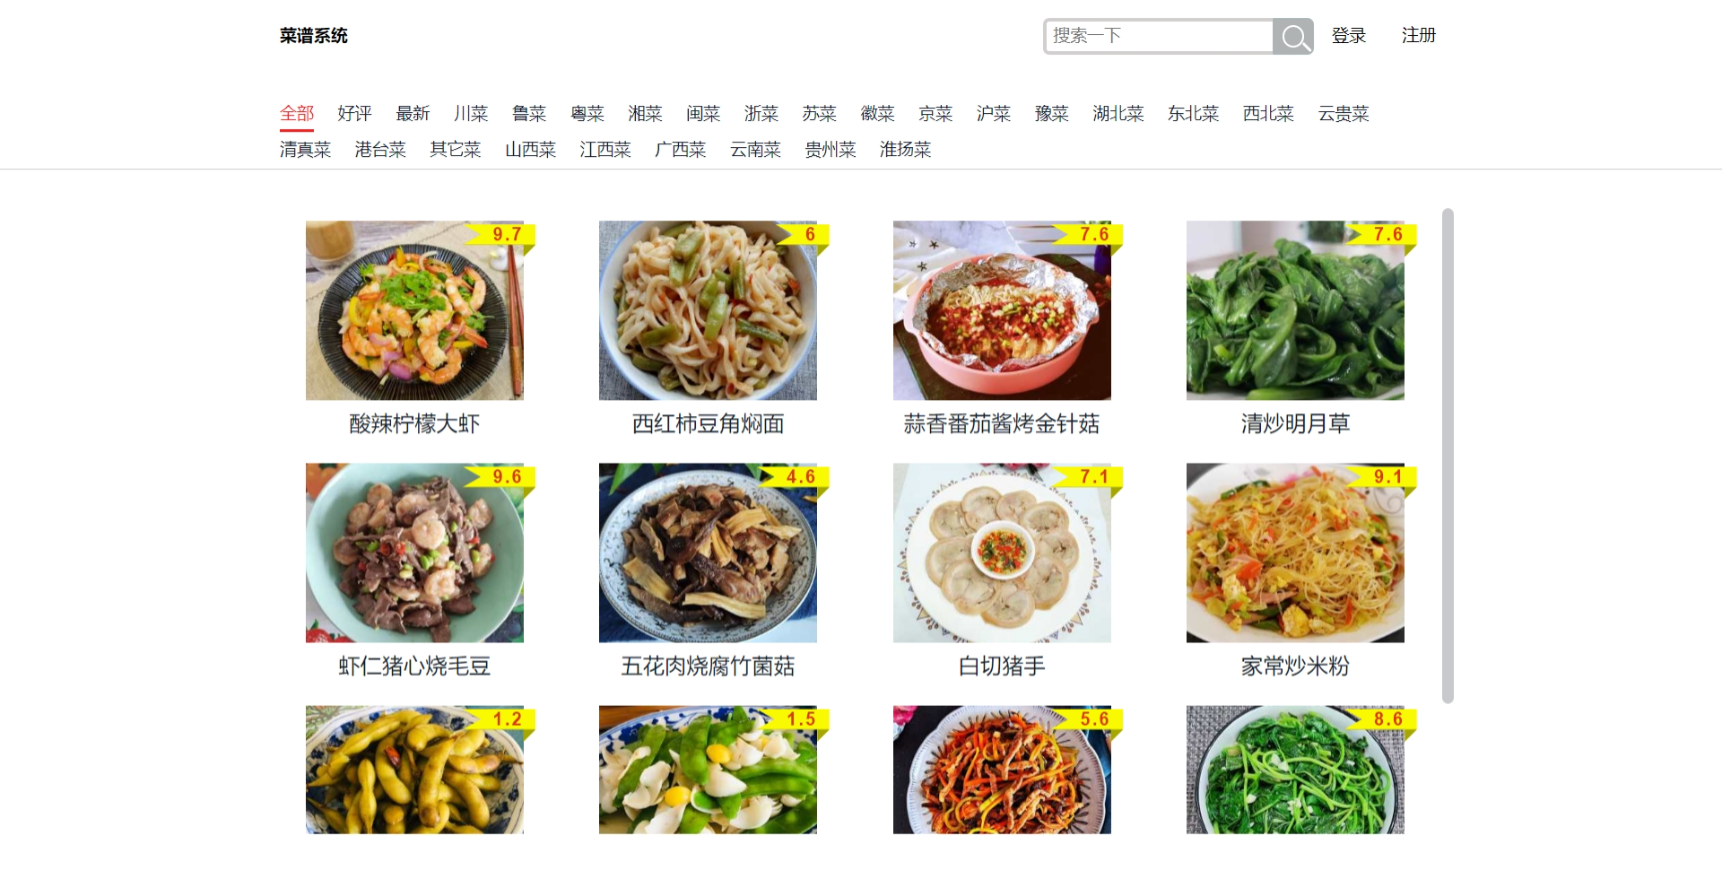 菜谱系统
搜索一下
登录
注册
全部 好评 最新 川菜 鲁菜 粤菜 湘菜 闽菜 浙菜 苏菜 徽菜 京菜 沪菜 豫菜 湖北菜 东北菜 西北菜 云贵菜
清真菜 港台菜 其它菜 山西菜 江西菜 广西菜 云南菜 贵州菜 淮扬菜
9.7
6
7.6
7.6
酸辣柠檬大虾
西红柿豆角焖面
蒜香番茄酱烤金针菇
清炒明月草
9.6
4.6
7.1
9.1
虾仁猪心烧毛豆
五花肉烧腐竹菌菇
白切猪手
家常炒米粉
1.2
1.5
5.6
8.6